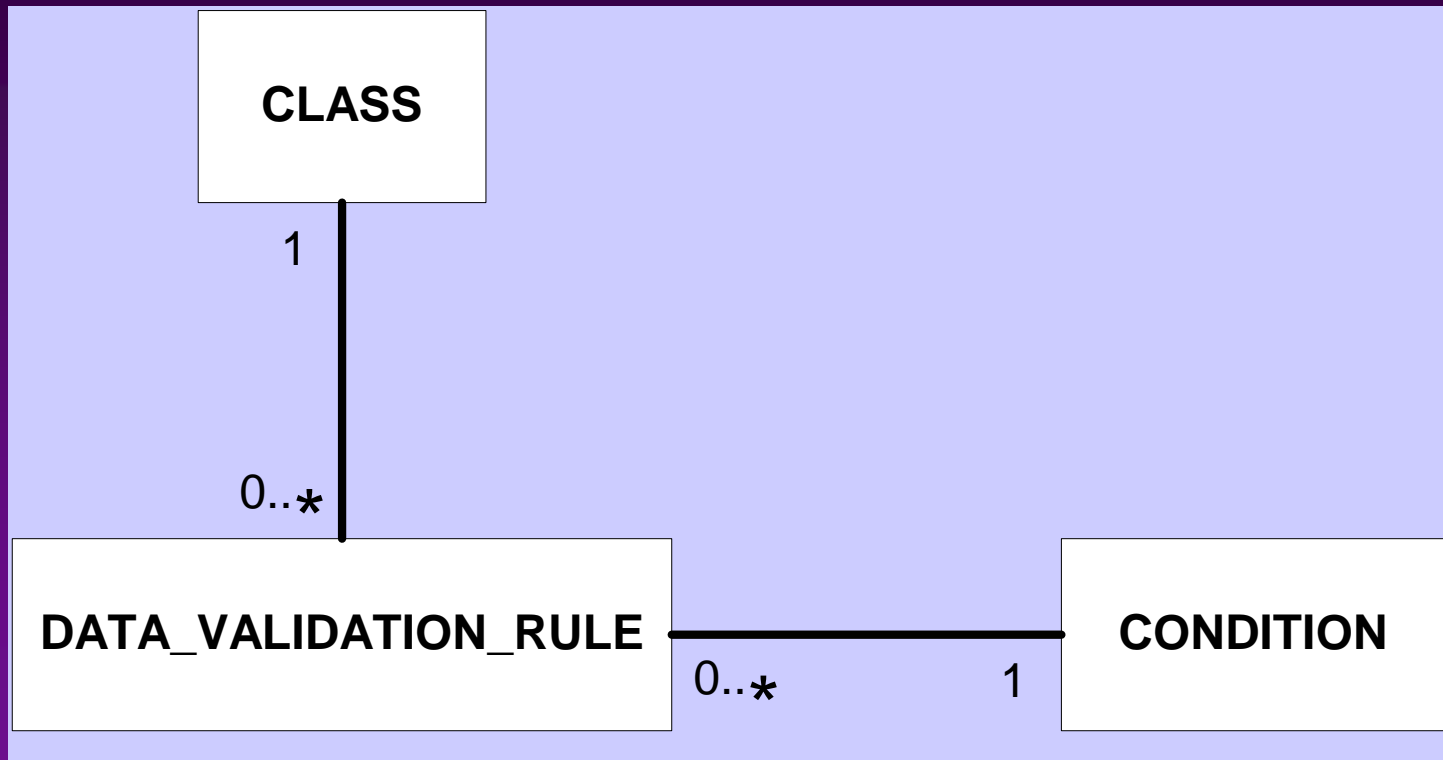 CLASS
1
0..*
DATA_VALIDATION_RULE
CONDITION
0..*
1